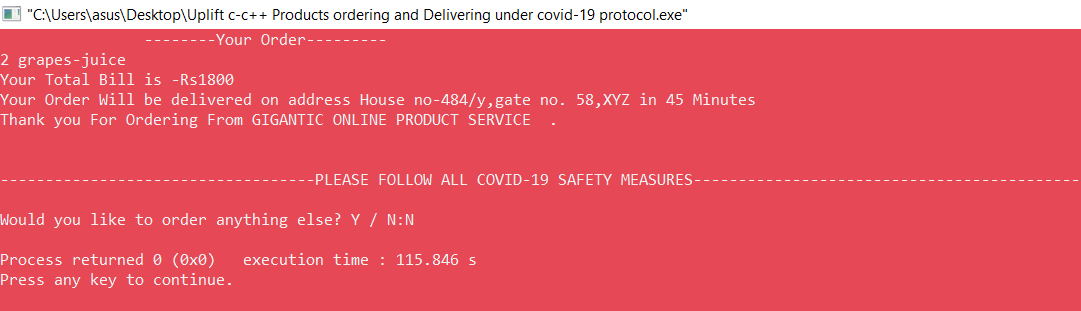 "C:\Users\asus\Desktop\Uplift c-c++ Products ordering and Delivering under covid-19 protocol.exe"
--------Your Order---------
2 grapes-juice
Your Total Bill is -Rs1800
Your Order Will be delivered on address House no-484/y,gate no. 58,XYZ in 45 Minutes
Thank you For Ordering From GIGANTIC ONLINE PRODUCT SERVICE  .
-----------------------------------PLEASE FOLLOW ALL COVID-19 SAFETY MEASURES-------------------------------------------
Would you like to order anything else? Y / N:N
Process returned 0 (0x0)   execution time : 115.846 s
Press any key to continue.